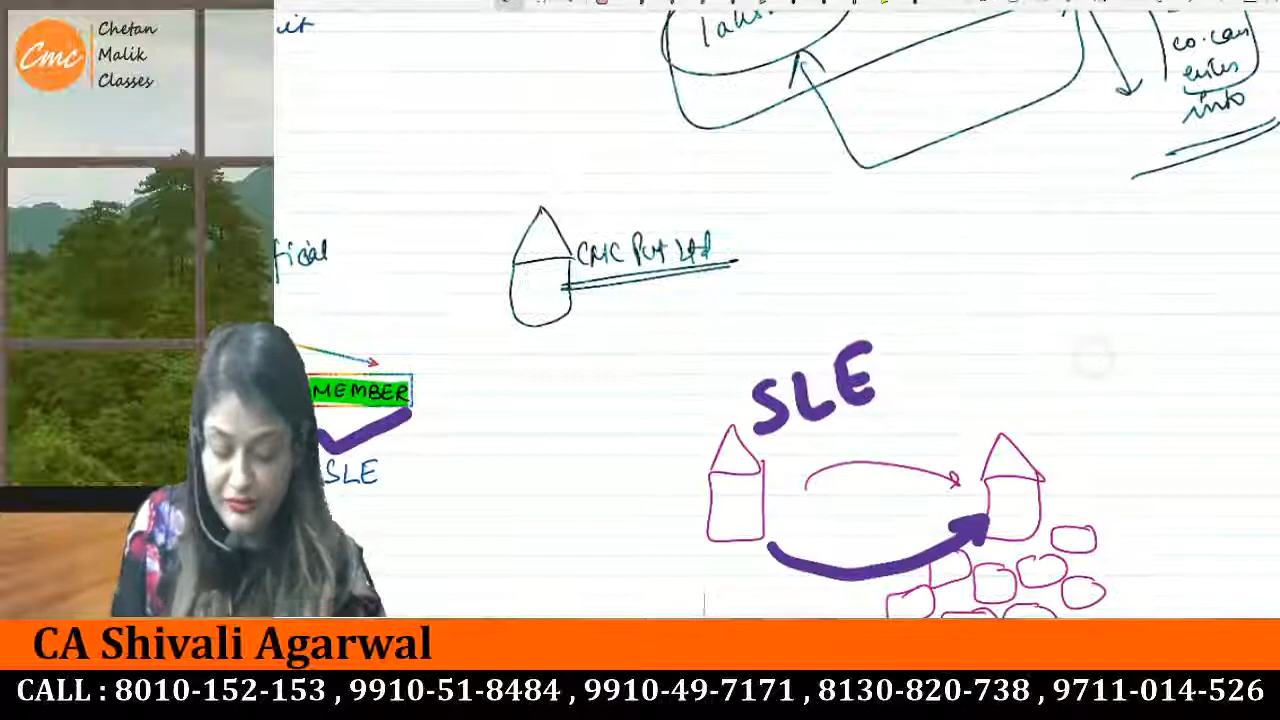 Cmc
Chetan
Malik
Classes
it
Taxs.
co. can
enter
into
ficial
CMC Pvt Ltd
MEMBER
SLE
SLE
CA Shivali Agarwal
CALL : 8010-152-153 , 9910-51-8484 , 9910-49-7171 , 8130-820-738 , 9711-014-526